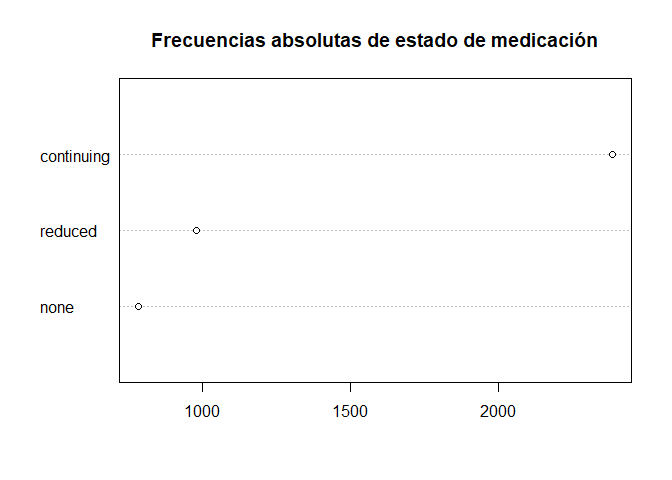 Frecuencias absolutas de estado de medicación
continuing
reduced
none
1000 1500 2000